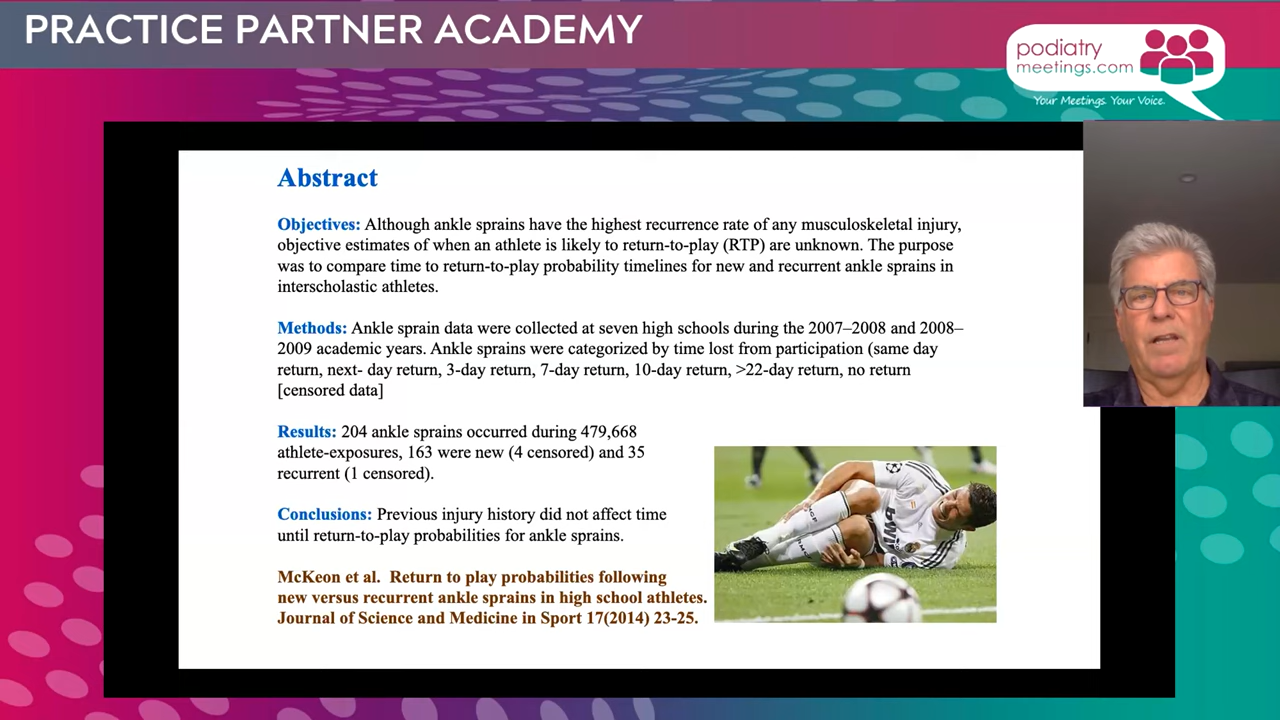 PRACTICE PARTNER ACADEMY
podiatry
meetings.com
Your Meetings. Your Voice.
Abstract
Objectives: Although ankle sprains have the highest recurrence rate of any musculoskeletal injury,
objective estimates of when an athlete is likely to return-to-play (RTP) are unknown. The purpose
was to compare time to return-to-play probability timelines for new and recurrent ankle sprains in
interscholastic athletes.
Methods: Ankle sprain data were collected at seven high schools during the 2007–2008 and 2008–
2009 academic years. Ankle sprains were categorized by time lost from participation (same day
return, next- day return, 3-day return, 7-day return, 10-day return, >22-day return, no return
[censored data]
Results: 204 ankle sprains occurred during 479,668
athlete-exposures, 163 were new (4 censored) and 35
recurrent (1 censored).
Conclusions: Previous injury history did not affect time
until return-to-play probabilities for ankle sprains.
McKeon et al. Return to play probabilities following
new versus recurrent ankle sprains in high school athletes.
Journal of Science and Medicine in Sport 17(2014) 23-25.